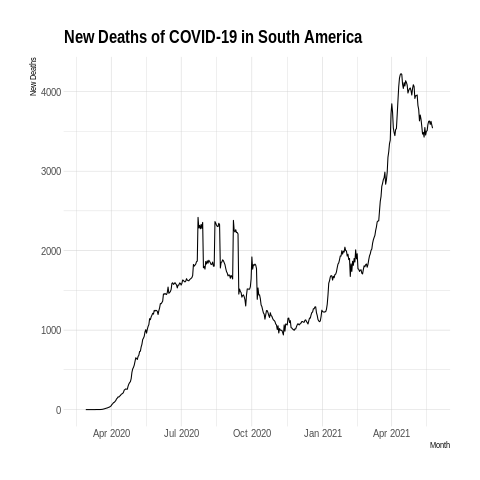 New Deaths of COVID-19 in South America
New Deaths
4000
3000
2000
1000
0
Apr 2020 Jul 2020 Oct 2020 Jan 2021 Apr 2021
Month